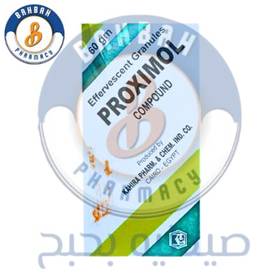 BAHBAH
PHARMACY
60 gm
Effervescent Granules
PROXIMOL
COMPOUND
Produced by
KAHIRA PHARM. & CHEM. IND. CO.
CAIRO - EGYPT
PHARMACY
صيدلية بحبح